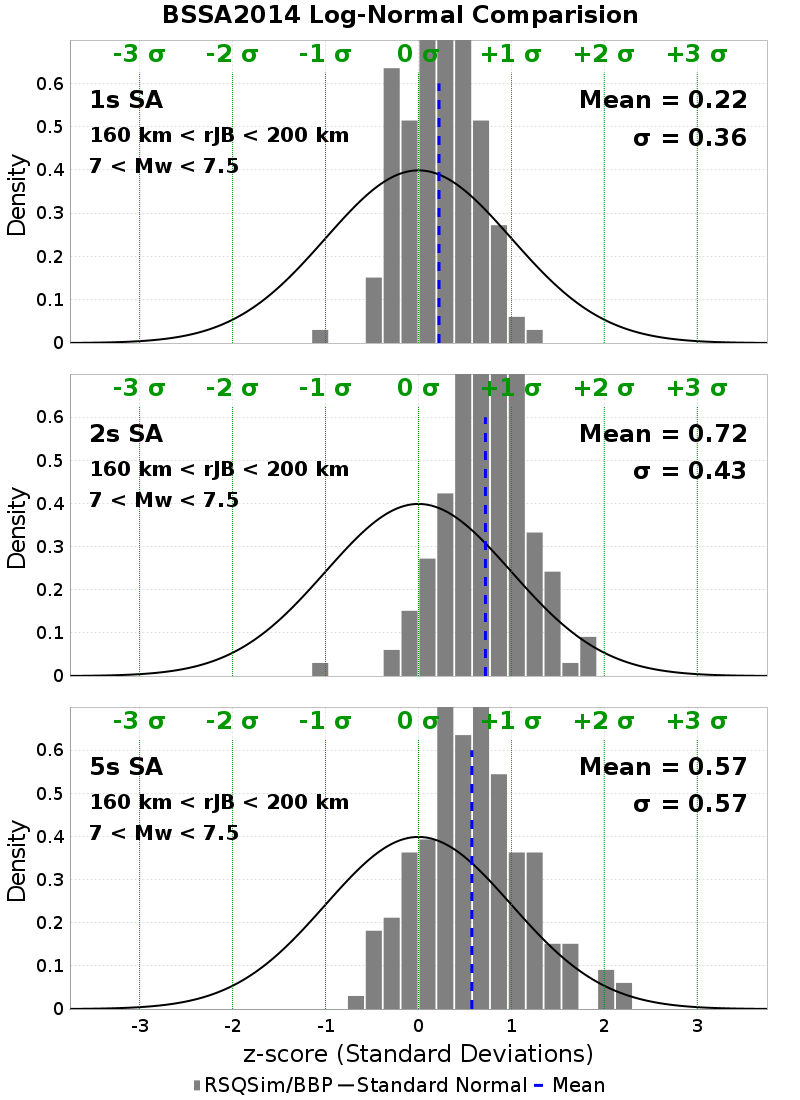 BSSA2014 Log-Normal Comparision
-3 σ -2 σ -1 σ 0 σ +1 σ +2 σ +3 σ
1s SA
Mean = 0.22
160 km < rJB < 200 km
σ = 0.36
7 < Mw < 7.5
0.6
0.5
0.4
0.3
0.2
0.1
0
Density
-3 σ -2 σ -1 σ 0 σ +1 σ +2 σ +3 σ
2s SA
Mean = 0.72
160 km < rJB < 200 km
σ = 0.43
7 < Mw < 7.5
0.6
0.5
0.4
0.3
0.2
0.1
0
Density
-3 σ -2 σ -1 σ 0 σ +1 σ +2 σ +3 σ
5s SA
Mean = 0.57
160 km < rJB < 200 km
σ = 0.57
7 < Mw < 7.5
0.6
0.5
0.4
0.3
0.2
0.1
0
Density
-3 -2 -1 0 1 2 3
z-score (Standard Deviations)
RSQSim/BBP Standard Normal Mean